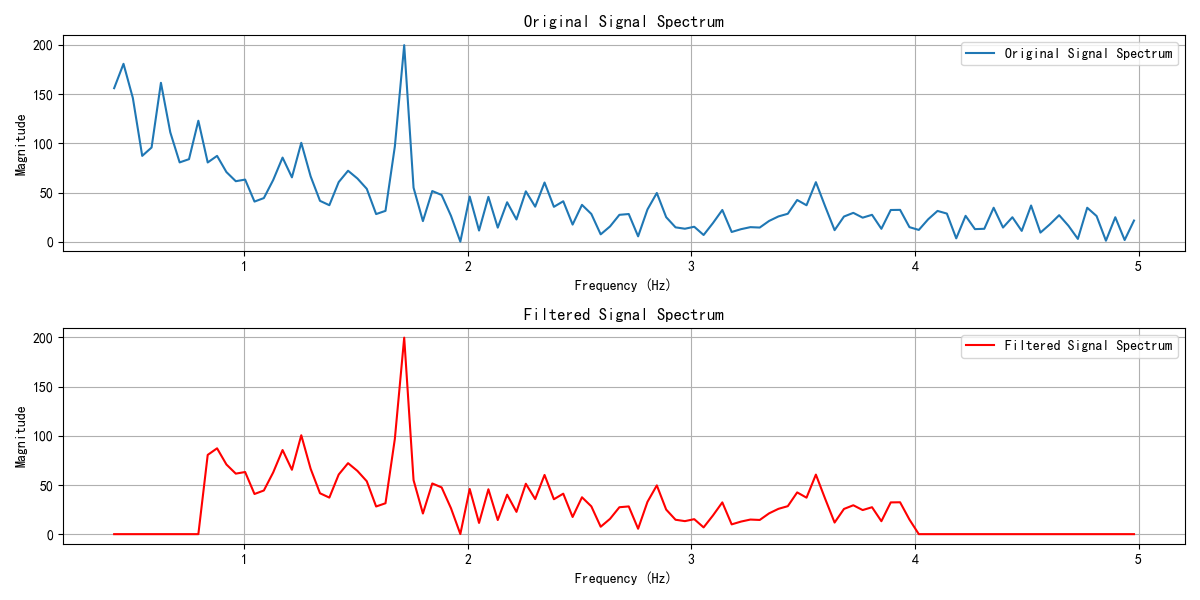 Original Signal Spectrum
200
150
100
50
0
Magnitude
Original Signal Spectrum
1 2 3 4 5
Frequency (Hz)
Filtered Signal Spectrum
200
150
100
50
0
Magnitude
Filtered Signal Spectrum
1 2 3 4 5
Frequency (Hz)